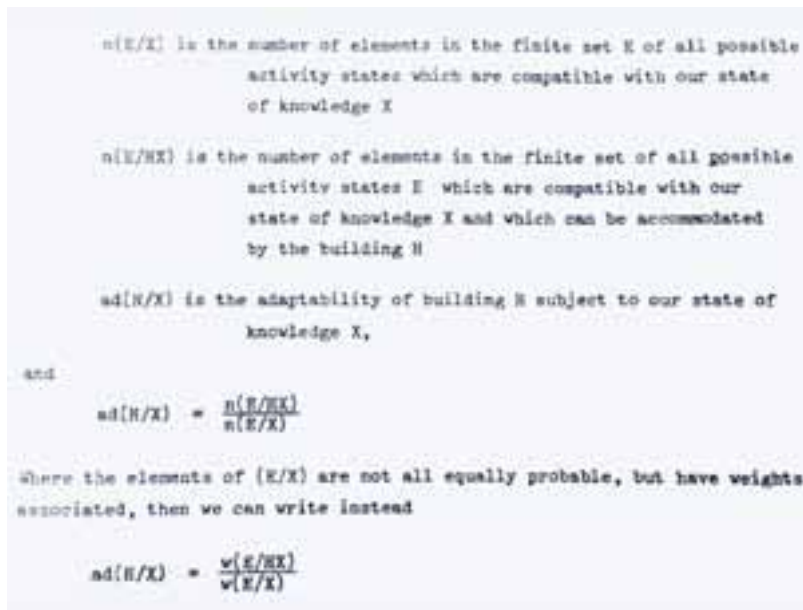 n(E/X) is the number of elements in the finite set E of all possible
activity states which are compatible with our state
of knowledge X
n(E/HX) is the number of elements in the finite set of all possible
activity states E which are compatible with our
state of knowledge X and which can be accommodated
by the building H
ad(H/X) is the adaptability of building H subject to our state of
knowledge X,
and
ad(H/X) = n(E/HX)
n(E/X)
Where the elements of (E/X) are not all equally probable, but have weights
associated, then we can write instead
ad(H/X) = w(E/HX)
w(E/X)